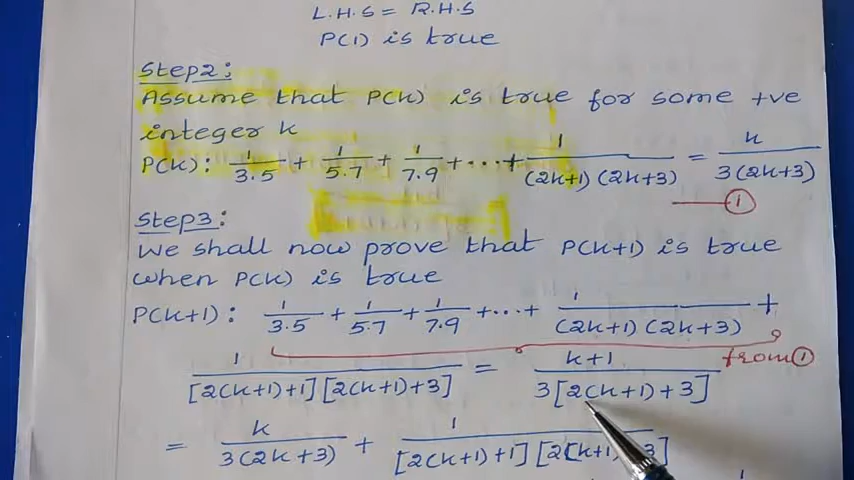 L.H.S = R.H.S
P(1) is true
Step2:
Assume that P(k) is true for some +ve
integer k
P(k): 1/3.5 + 1/5.7 + 1/7.9 + ... + 1/(2k+1)(2k+3) = k/3(2k+3)
①
Step3:
We shall now prove that P(k+1) is true
when P(k) is true
P(k+1): 1/3.5 + 1/5.7 + 1/7.9 + ... + 1/(2k+1)(2k+3) +
1/[2(k+1)+1][2(k+1)+3] = k+1/3[2(k+1)+3] from ①
= k/3(2k+3) + 1/[2(k+1)+1][2(k+1)+3]